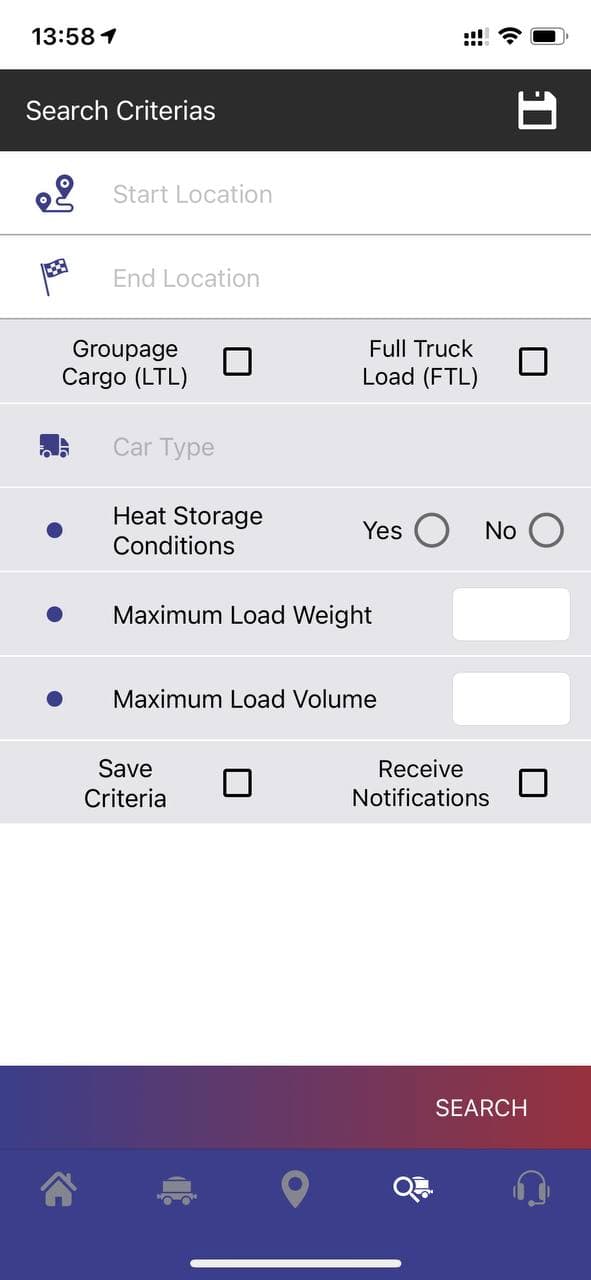 13:58
Search Criterias
Start Location
End Location
Groupage
Cargo (LTL)
Full Truck
Load (FTL)
Car Type
Heat Storage
Conditions
Yes
No
Maximum Load Weight
Maximum Load Volume
Save
Criteria
Receive
Notifications
SEARCH